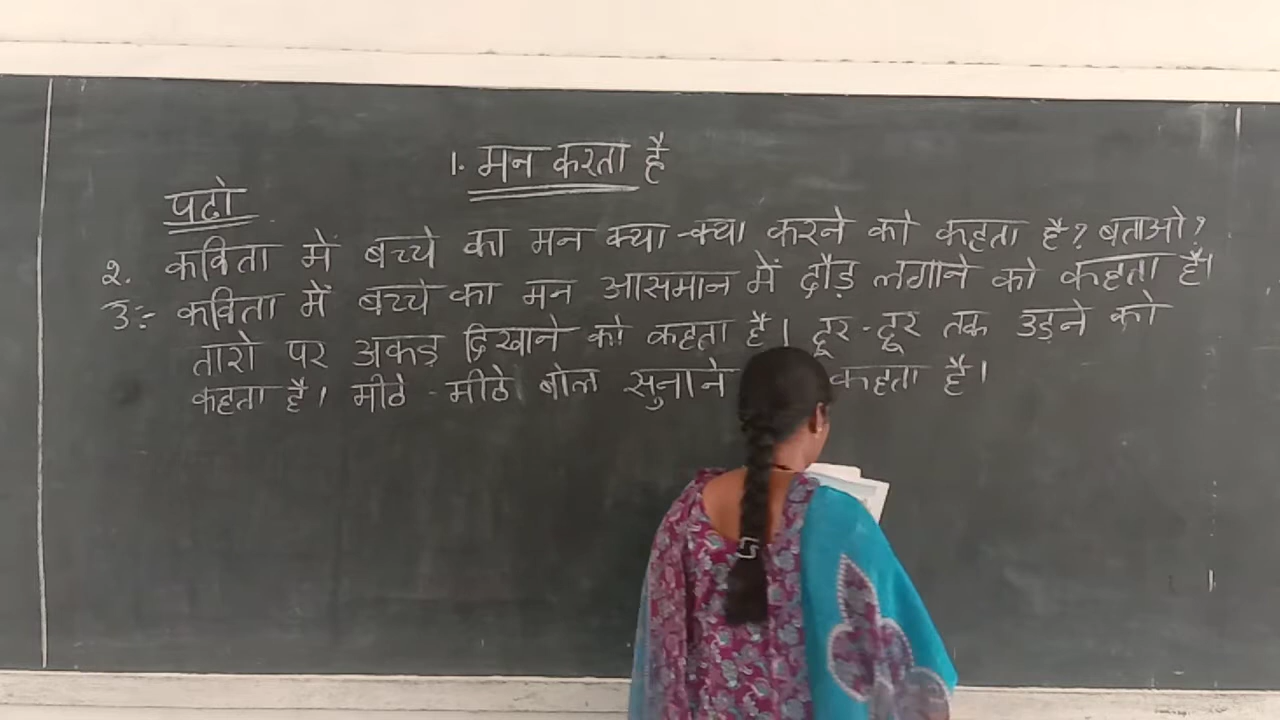 1. मन करता है
पढो
2. कविता में बच्चे का मन क्या-क्या करने को कहता है? बताओ?
उ:- कविता में बच्चे का मन आसमान में दौड़ लगाने को कहता है।
तारो पर अकड़ दिखाने को कहता है। दूर-दूर तक उड़ने को
कहता है। मीठे-मीठे बोल सुनाने कहता है।